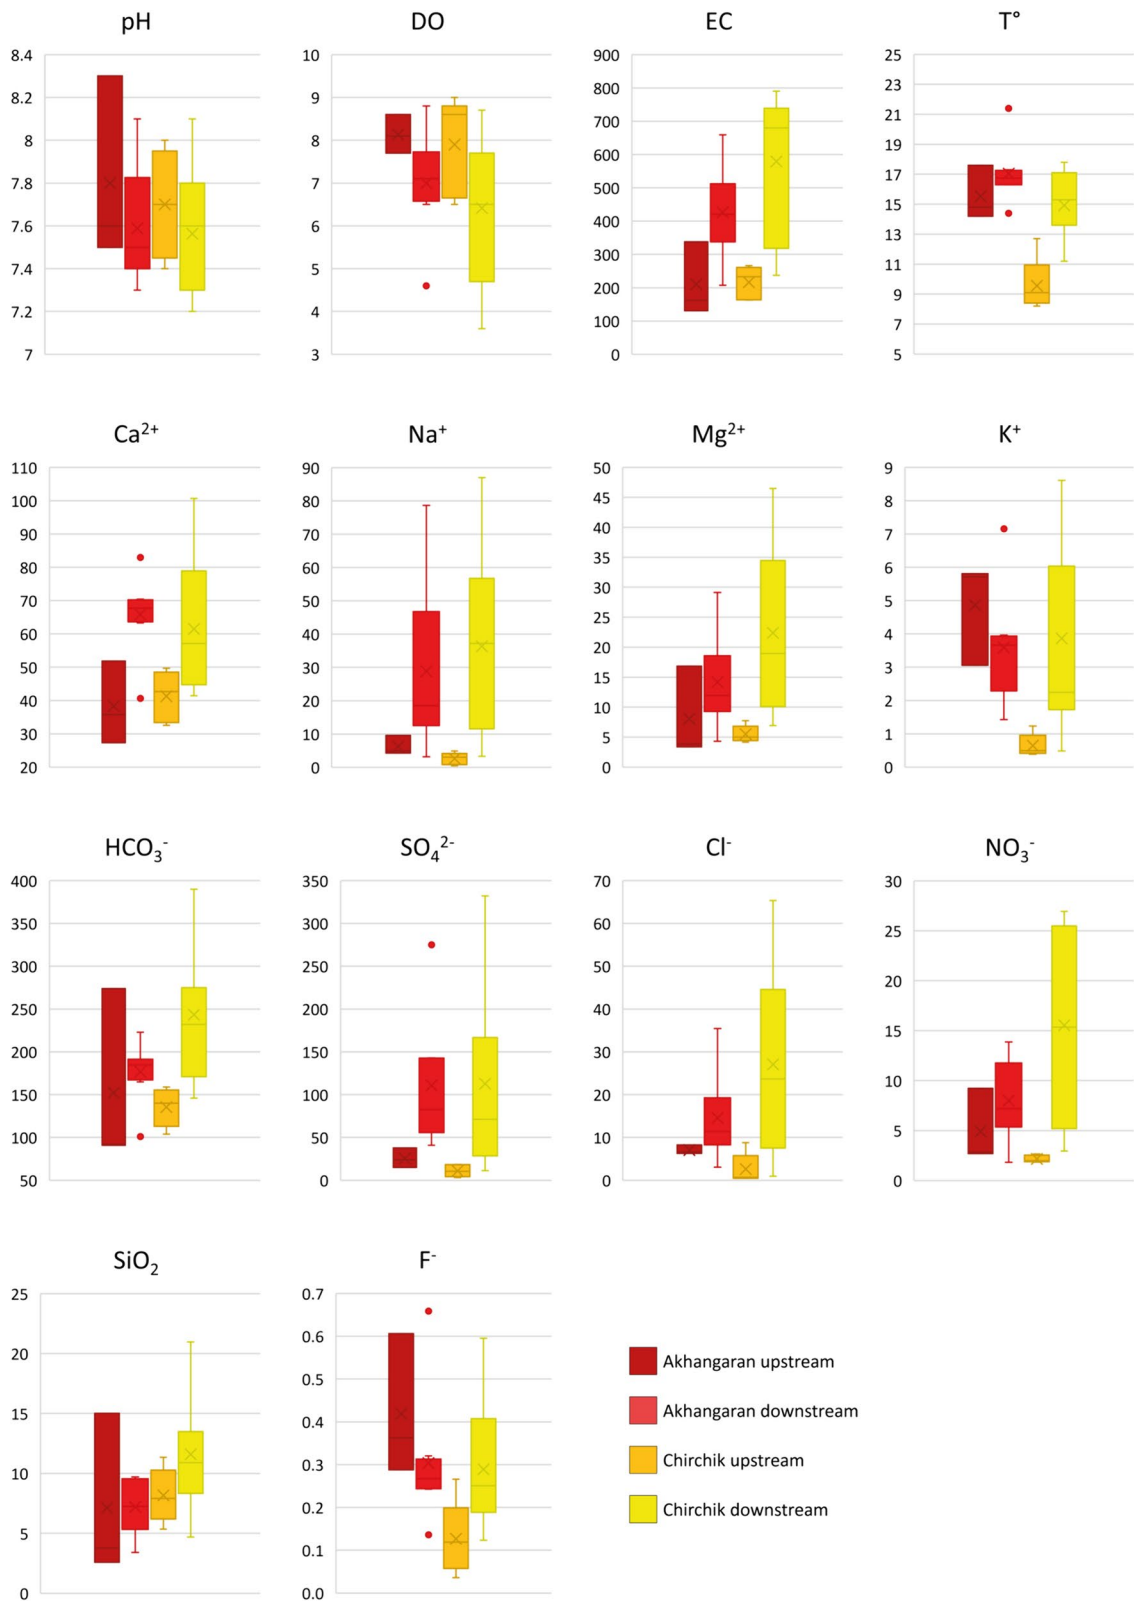 pH DO EC T°
8.4 10 900 25
8.2 9 800 23
8 8 700 21
7.8 7 600 19
7.6 6 500 17
7.4 5 400 15
7.2 4 300 13
7 3 200 11
100 9
0 7
5
Ca²⁺ Na⁺ Mg²⁺ K⁺
110 90 50 9
100 80 45 8
90 70 40 7
80 60 35 6
70 50 30 5
60 40 25 4
50 30 20 3
40 20 15 2
30 10 10 1
20 0 5 0
0
HCO₃⁻ SO₄²⁻ Cl⁻ NO₃⁻
400 350 70 30
350 300 60 25
300 250 50 20
250 200 40 15
200 150 30 10
150 100 20 5
100 50 10 0
50 0 0
SiO₂ F⁻
25 0.7
20 0.6
15 0.5
10 0.4
5 0.3
0 0.2
0.1
0.0
Akhangaran upstream
Akhangaran downstream
Chirchik upstream
Chirchik downstream